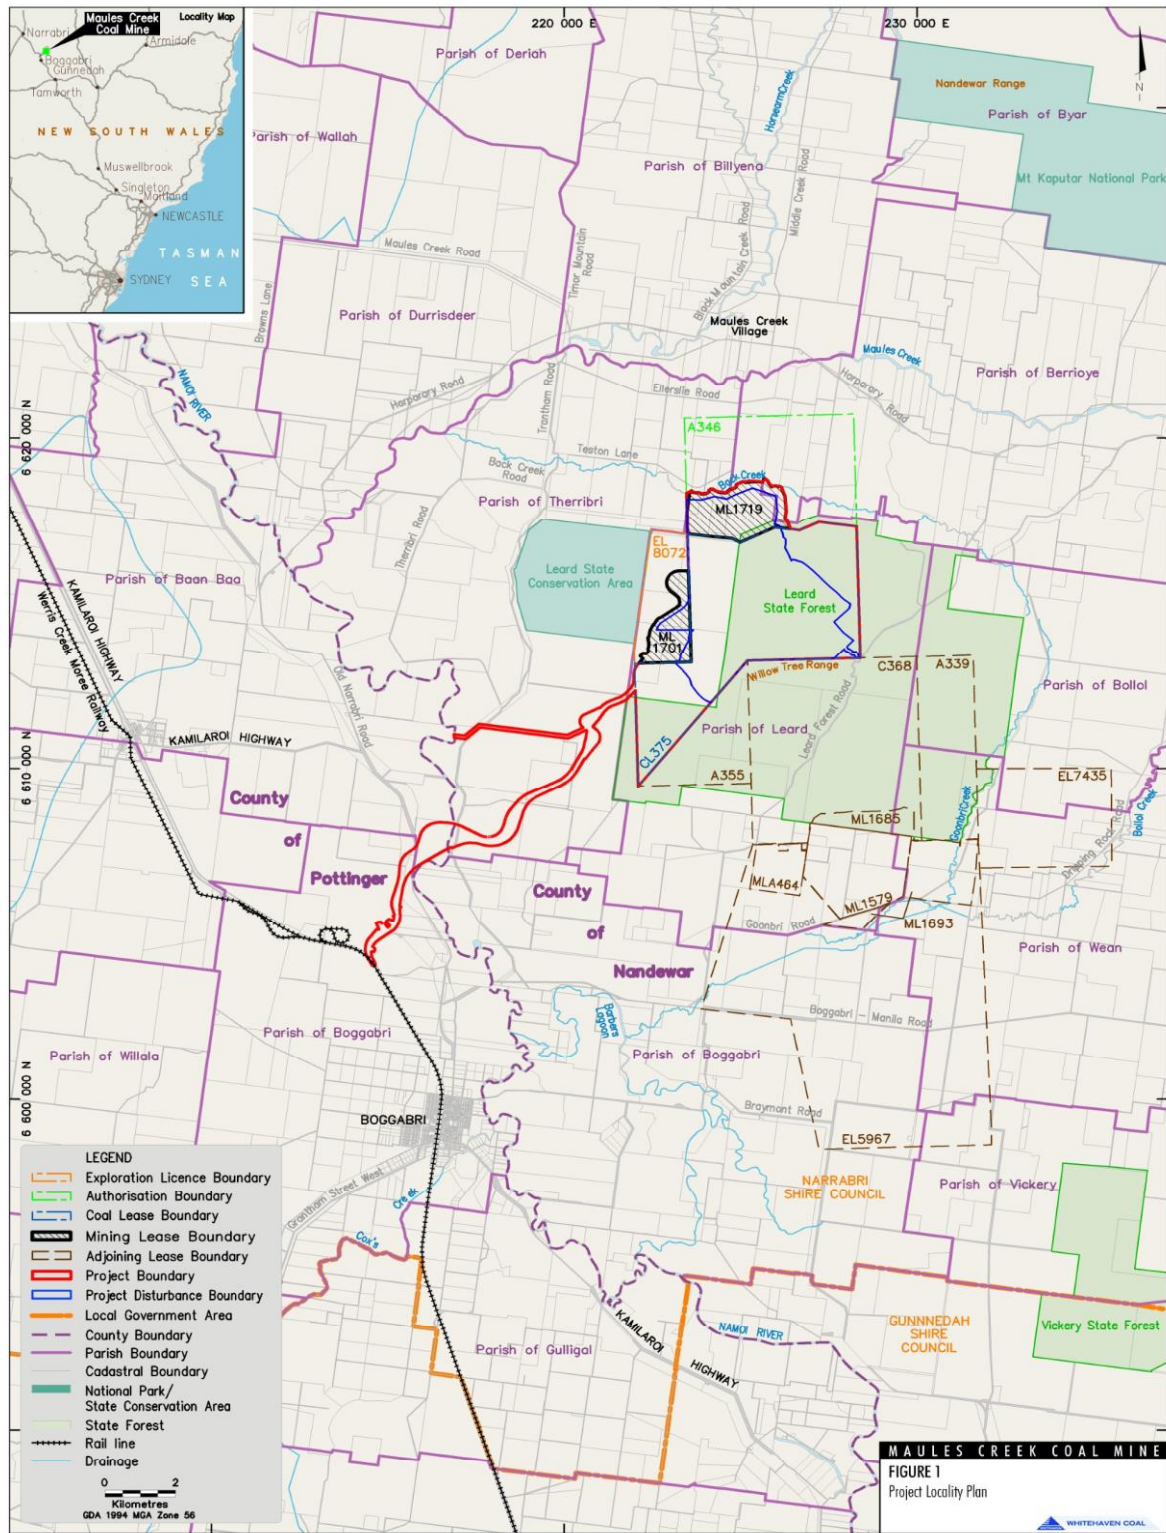 Locality Map
Maules Creek
Coal Mine
Narrabri
Armidale
Boggabri
Gunnedah
Tamworth
NEW SOUTH WALES
Muswellbrook
Singleton
Maitland
NEWCASTLE
TASMAN
SEA
SYDNEY
220 000 E
230 000 E
N
Parish of Deriah
Horsearm Creek
Nandewar Range
Parish of Byar
Parish of Wallah
Parish of Billyena
Mt Kaputar National Park
Middle Creek Road
Black Mountain Creek Road
Timor Mountain
Road
Maules Creek Road
Browns Lane
Parish of Durrisdeer
Maules Creek
Village
Maules Creek
Parish of Berrioye
NAMOI RIVER
Harparary Road
Trantham Road
Ellerslie Road
Harparary Road
6 620 000 N
A346
Teston Lane
Back Creek
Road
Back Creek
Parish of Therribri
ML1719
Therribri Road
EL
8072
Leard State
Conservation Area
Leard
State Forest
Parish of Baan Baa
KAMILAROI HIGHWAY
Werris Creek Moree Railway
ML
1701
Willow Tree Range
C368
A339
Parish of Bollol
Old Narrabri Road
Parish of Leard
Leard Forest Road
KAMILAROI HIGHWAY
CL375
6 610 000 N
A355
EL7435
Goonbri Creek
Bollol Creek
County
of
Pottinger
ML1685
Dripping Rock Road
County
of
Nandewar
MLA464
ML1579
Goonbri Road
ML1693
Parish of Wean
Barbers
Lagoon
Boggabri - Manila Road
Parish of Boggabri
Parish of Boggabri
Parish of Willala
6 600 000 N
BOGGABRI
Braymont Road
EL5967
NARRABRI
SHIRE COUNCIL
Parish of Vickery
Grantham Street West
Cox's
Creek
LEGEND
Exploration Licence Boundary
Authorisation Boundary
Coal Lease Boundary
Mining Lease Boundary
Adjoining Lease Boundary
Project Boundary
Project Disturbance Boundary
Local Government Area
County Boundary
Parish Boundary
Cadastral Boundary
National Park/
State Conservation Area
State Forest
Rail line
Drainage
0 2
Kilometres
GDA 1994 MGA Zone 56
KAMILAROI
HIGHWAY
NAMOI RIVER
GUNNNEDAH
SHIRE
COUNCIL
Vickery State Forest
Parish of Gulligal
MAULES CREEK COAL MINE
FIGURE 1
Project Locality Plan
WHITEHAVEN COAL